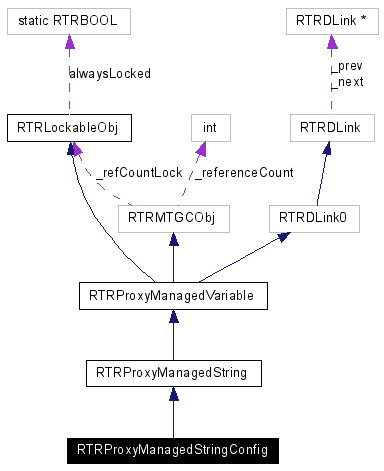 static RTRBOOL
RTRDLink *
alwaysLocked
_prev
_next
RTRLockableObj
int
RTRDLink
_refCountLock
_referenceCount
RTRMTGCObj
RTRDLink0
RTRProxyManagedVariable
RTRProxyManagedString
RTRProxyManagedStringConfig